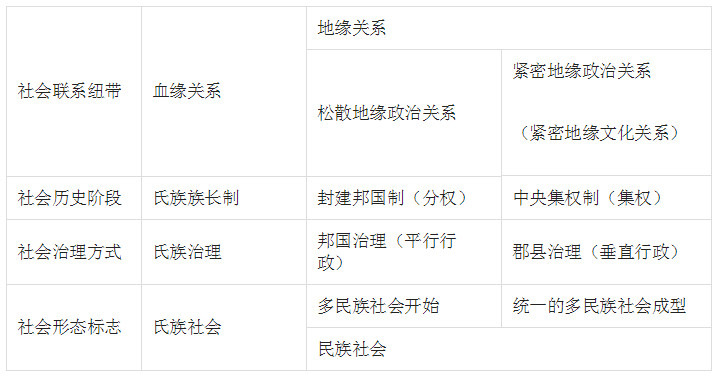 地缘关系
社会联系纽带
血缘关系
松散地缘政治关系
紧密地缘政治关系
（紧密地缘文化关系）
社会历史阶段
氏族族长制
封建邦国制（分权）
中央集权制（集权）
社会治理方式
氏族治理
邦国治理（平行行
政）
郡县治理（垂直行政）
社会形态标志
氏族社会
多民族社会开始
统一的多民族社会成型
民族社会